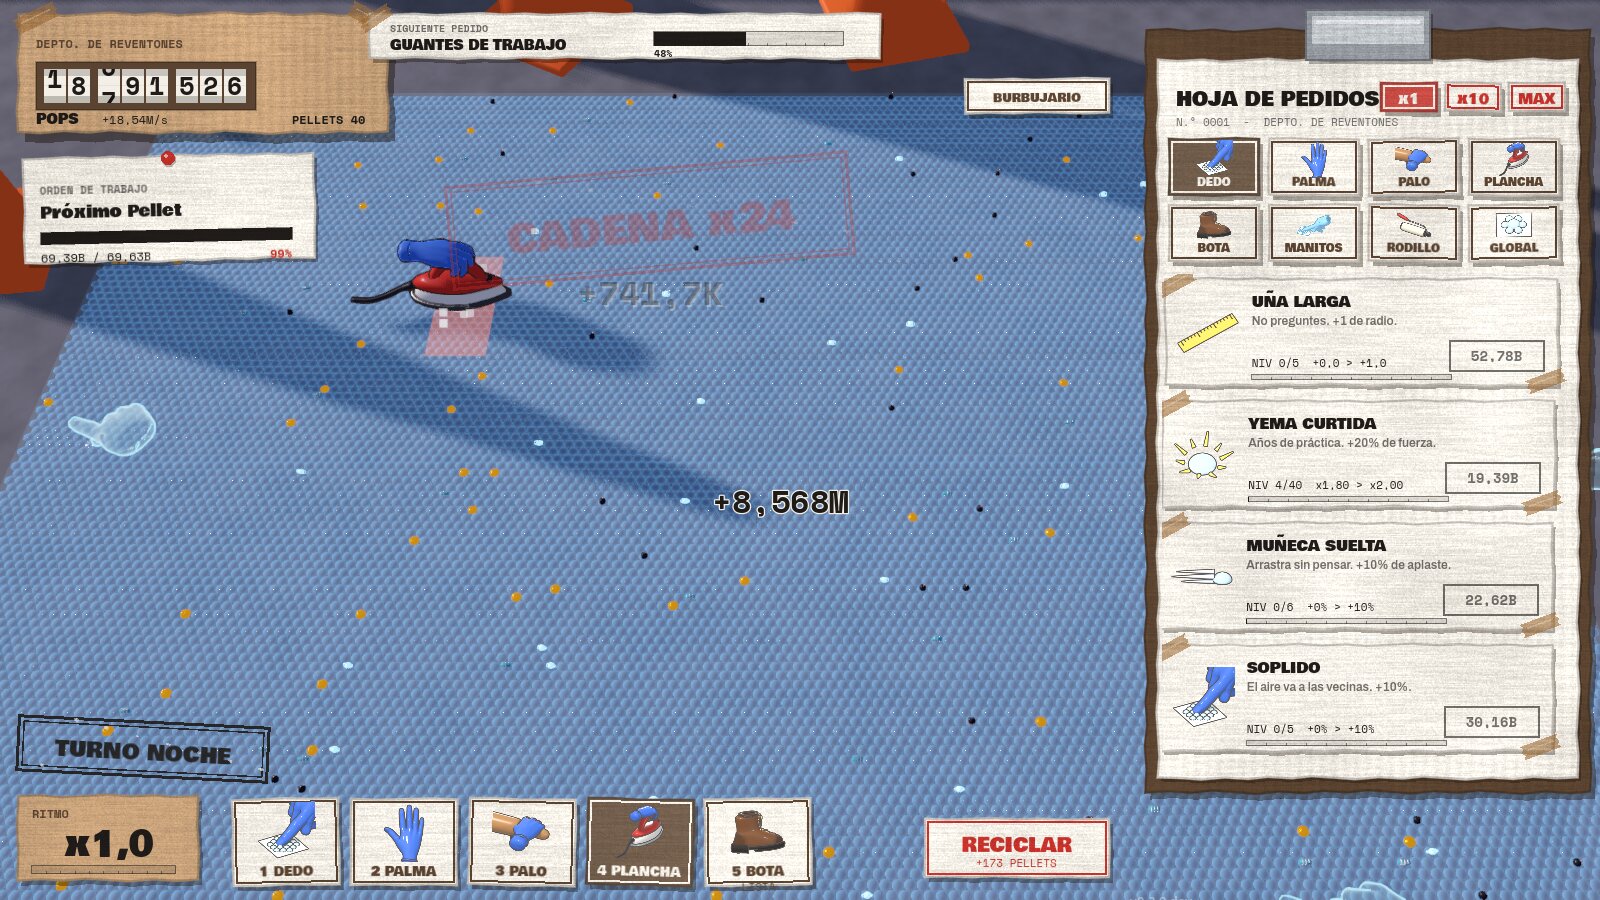 DEPTO. DE REVENTONES
18 791 526
POPS +18,54M/s PELLETS 40
SIGUIENTE PEDIDO
GUANTES DE TRABAJO
48%
BURBUJARIO
ORDEN DE TRABAJO
Próximo Pellet
69.39B / 69.63B 99%
CADENA x24
+741,7K
+8,568M
TURNO NOCHE
RITMO
x1,0
1 DEDO
2 PALMA
3 PALO
4 PLANCHA
5 BOTA
RECICLAR
+173 PELLETS
HOJA DE PEDIDOS x1 x10 MAX
N.° 0001 - DEPTO. DE REVENTONES
DEDO PALMA PALO PLANCHA
BOTA MANITOS RODILLO GLOBAL
UÑA LARGA
No preguntes. +1 de radio.
NIV 0/5 +0,0 > +1,0
52,78B
YEMA CURTIDA
Años de práctica. +20% de fuerza.
NIV 4/40 x1,80 > x2,00
19,39B
MUÑECA SUELTA
Arrastra sin pensar. +10% de aplaste.
NIV 0/6 +0% > +10%
22,62B
SOPLIDO
El aire va a las vecinas. +10%.
NIV 0/5 +0% > +10%
30,16B